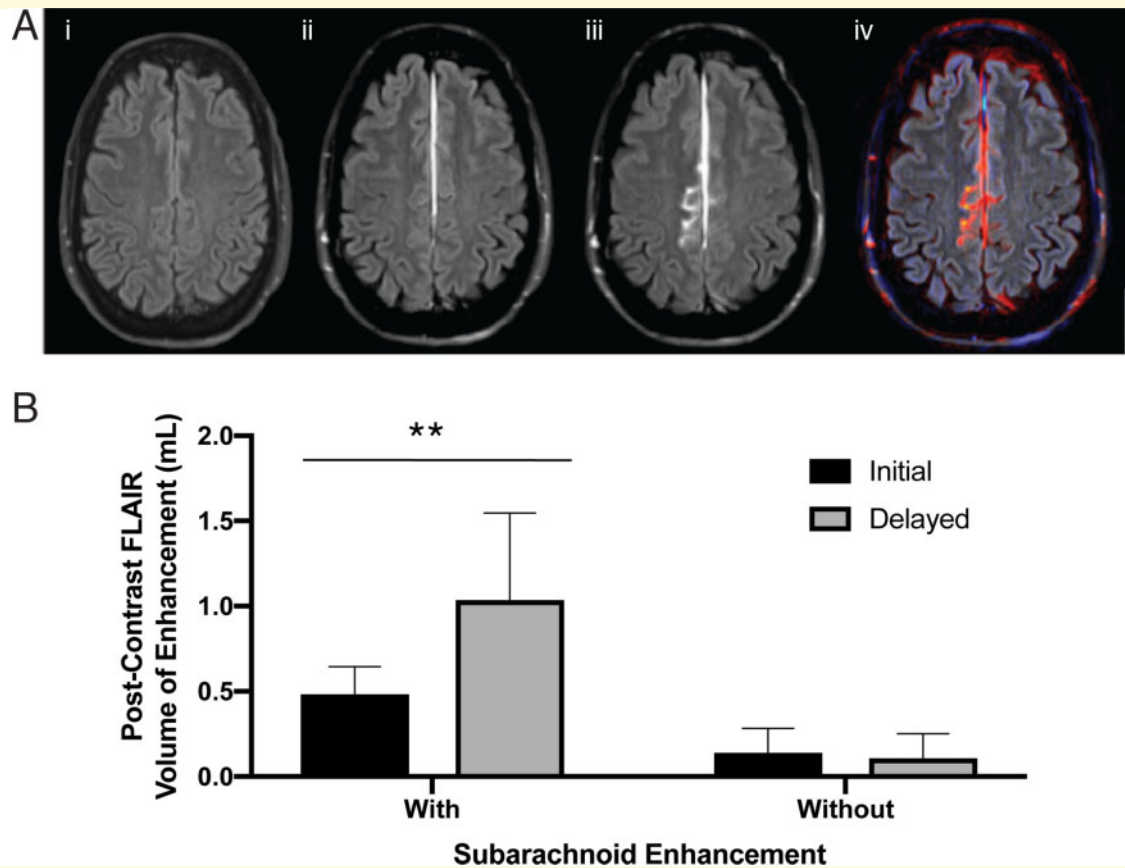 A
i ii iii iv
B
Post-Contrast FLAIR
Volume of Enhancement (mL)
2.0
1.5
1.0
0.5
0.0
**
Initial
Delayed
With Without
Subarachnoid Enhancement